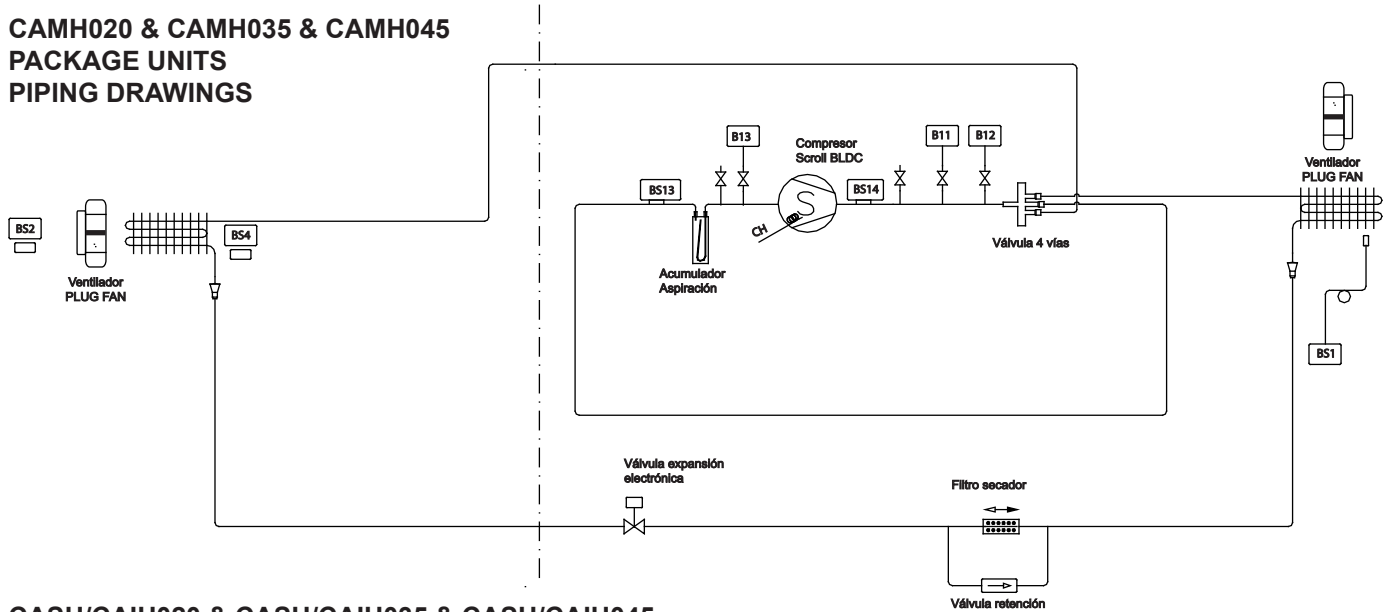 CAMH020 & CAMH035 & CAMH045
PACKAGE UNITS
PIPING DRAWINGS
B13
Compresor
Scroll BLDC
B11
B12
Ventilador
PLUG FAN
BS13
S
BS14
CH
Válvula 4 vías
BS2
BS4
Ventilador
PLUG FAN
Acumulador
Aspiración
BS1
Válvula expansión
electrónica
Filtro secador
Válvula retención